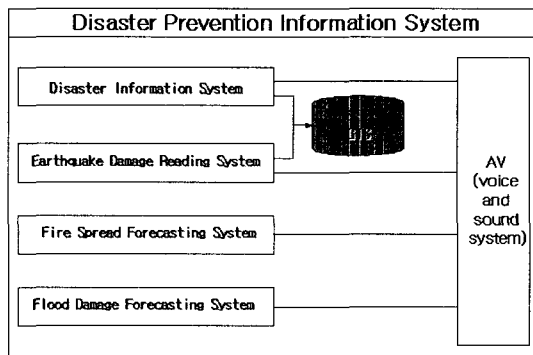 Disaster Prevention Information System
Disaster Information System
GIS
Earthquake Damage Reading System
AV
(voice
and
sound
system)
Fire Spread Forecasting System
Flood Damage Forecasting System